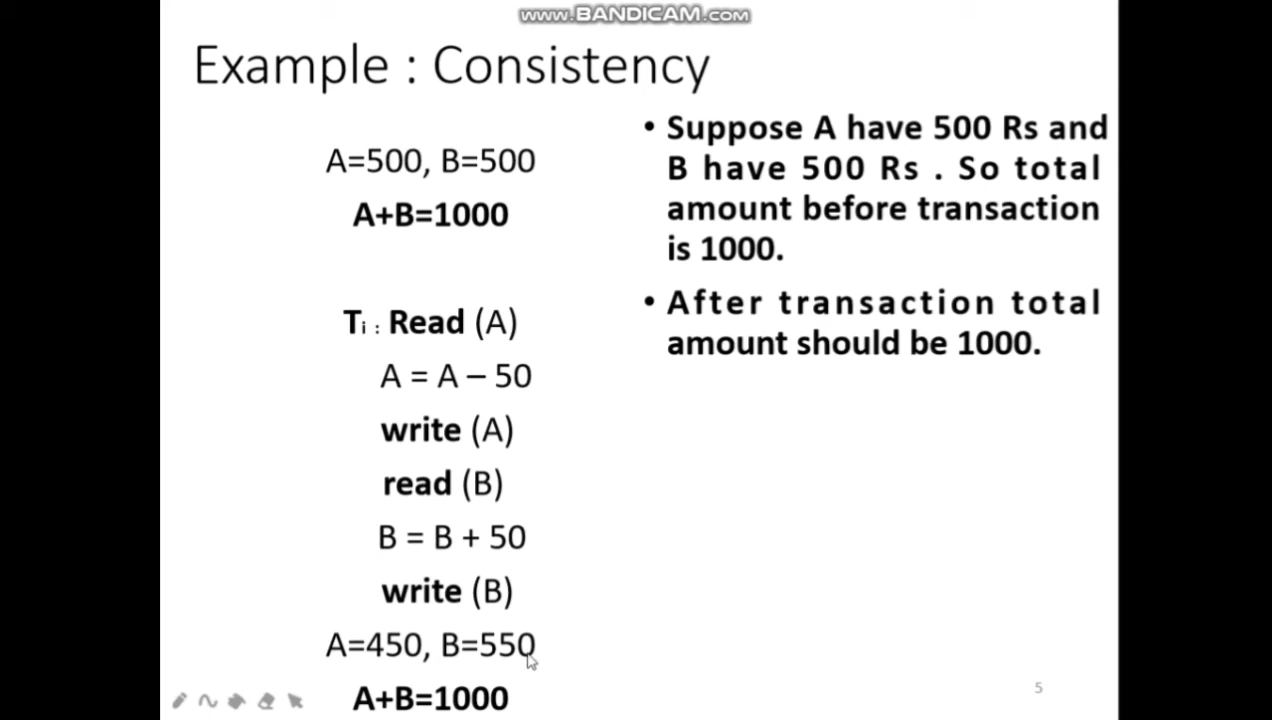 www.BANDICAM.com
Example : Consistency
A=500, B=500
A+B=1000
Ti : Read (A)
A = A – 50
write (A)
read (B)
B = B + 50
write (B)
A=450, B=550
A+B=1000
• Suppose A have 500 Rs and
B have 500 Rs . So total
amount before transaction
is 1000.
• After transaction total
amount should be 1000.
5